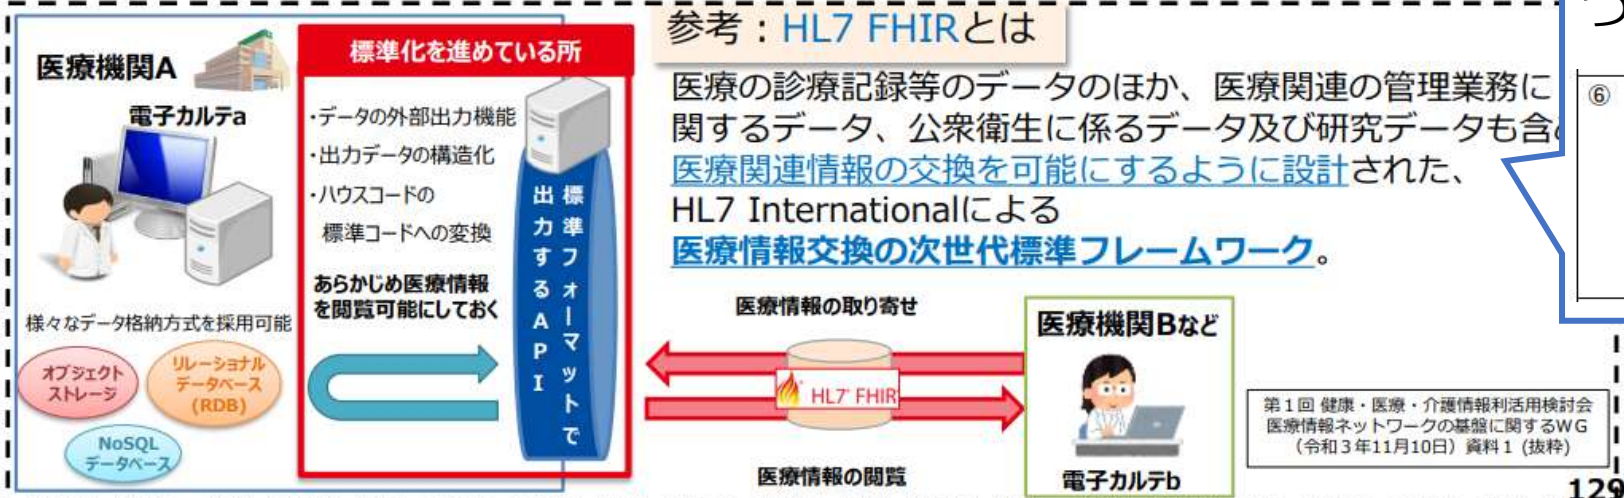 医療機関A
電子カルテa
様々なデータ格納方式を採用可能
オブジェクト
ストレージ
リレーショナル
データベース
(RDB)
NoSQL
データベース
標準化を進めている所
・データの外部出力機能
・出力データの構造化
・ハウスコードの
標準コードへの変換
あらかじめ医療情報
を閲覧可能にしておく
標準フォーマットで
出力するAPI
参考:HL7 FHIRとは
医療の診療記録等のデータのほか、医療関連の管理業務に
関するデータ、公衆衛生に係るデータ及び研究データも含
医療関連情報の交換を可能にするように設計された、
HL7 Internationalによる
医療情報交換の次世代標準フレームワーク。
医療情報の取り寄せ
HL7 FHIR
医療情報の閲覧
医療機関Bなど
電子カルテb
第1回 健康・医療・介護情報利活用検討会
医療情報ネットワークの基盤に関するWG
(令和3年11月10日)資料1 (抜粋)
⑥
129